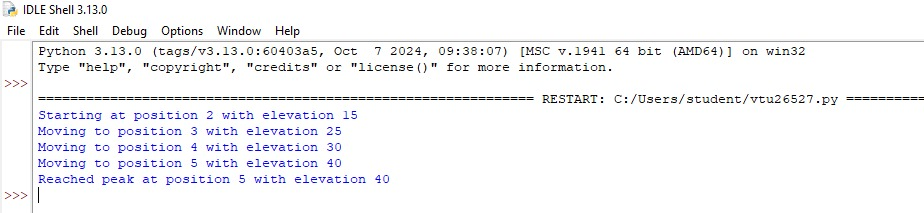 IDLE Shell 3.13.0
File Edit Shell Debug Options Window Help
Python 3.13.0 (tags/v3.13.0:60403a5, Oct  7 2024, 09:38:07) [MSC v.1941 64 bit (AMD64)] on win32
Type "help", "copyright", "credits" or "license()" for more information.
>>>
============================================================== RESTART: C:/Users/student/vtu26527.py ==========
Starting at position 2 with elevation 15
Moving to position 3 with elevation 25
Moving to position 4 with elevation 30
Moving to position 5 with elevation 40
Reached peak at position 5 with elevation 40
>>>